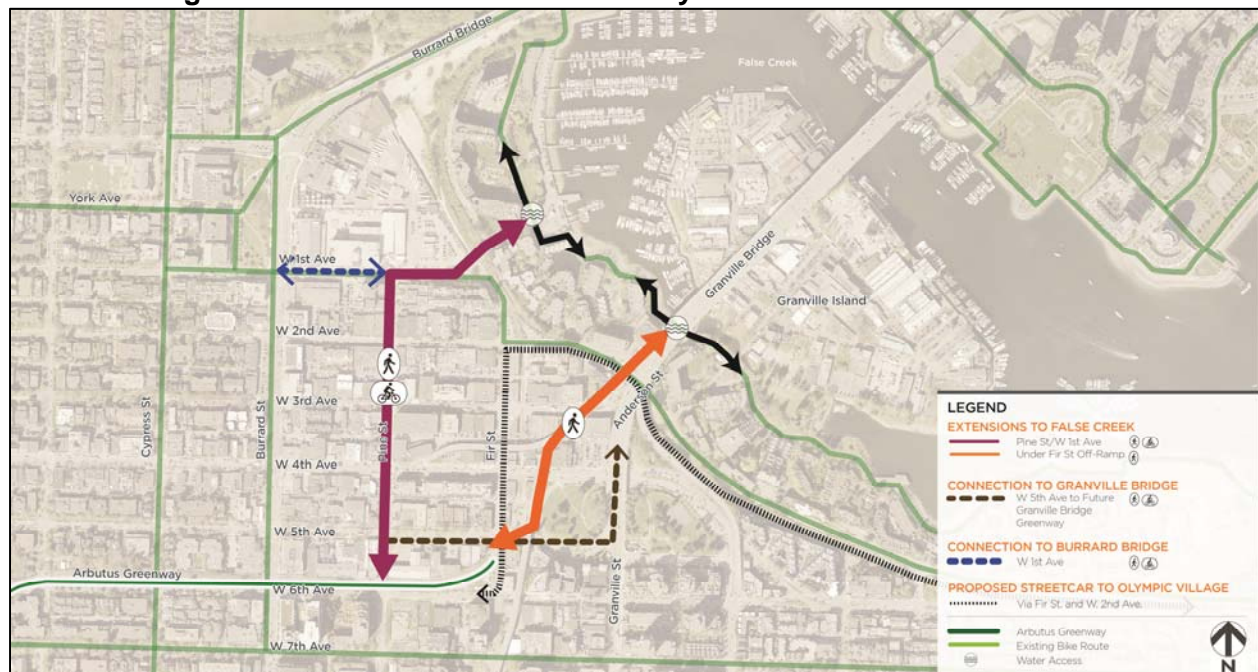 Burrard Bridge
False Creek
York Ave
W 1st Ave
Granville Bridge
Granville Island
W 2nd Ave
Anderson St
W 3rd Ave
Cypress St
Burrard St
Pine St
Fir St
W 4th Ave
W 5th Ave
Granville St
Arbutus Greenway
W 6th Ave
W 7th Ave
LEGEND
EXTENSIONS TO FALSE CREEK
Pine St/W 1st Ave
Under Fir St Off-Ramp
CONNECTION TO GRANVILLE BRIDGE
W 5th Ave to Future
Granville Bridge
Greenway
CONNECTION TO BURRARD BRIDGE
W 1st Ave
PROPOSED STREETCAR TO OLYMPIC VILLAGE
Via Fir St. and W. 2nd Ave.
Arbutus Greenway
Existing Bike Route
Water Access
N